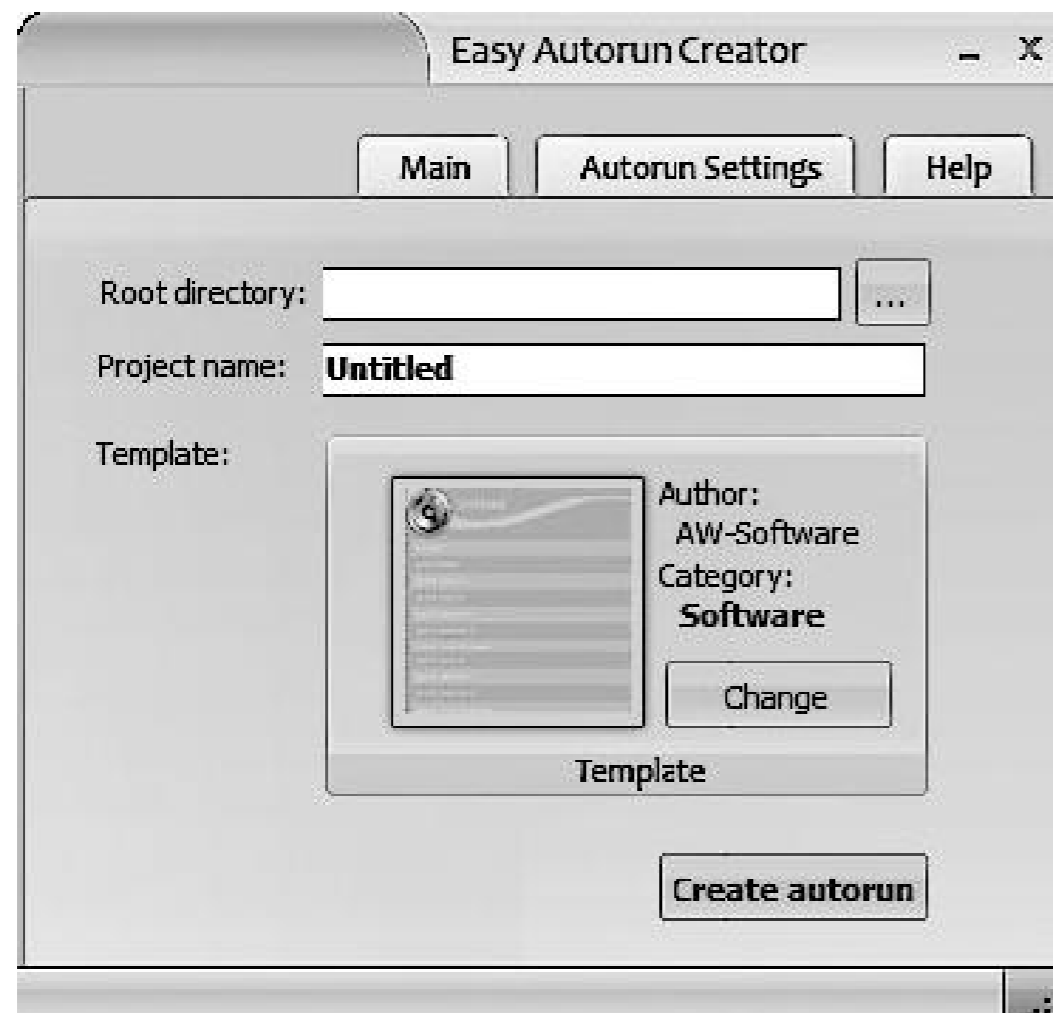 Easy Autorun Creator
Main Autorun Settings Help
Root directory: ...
Project name: Untitled
Template:
Author:
AW-Software
Category:
Software
Change
Template
Create autorun